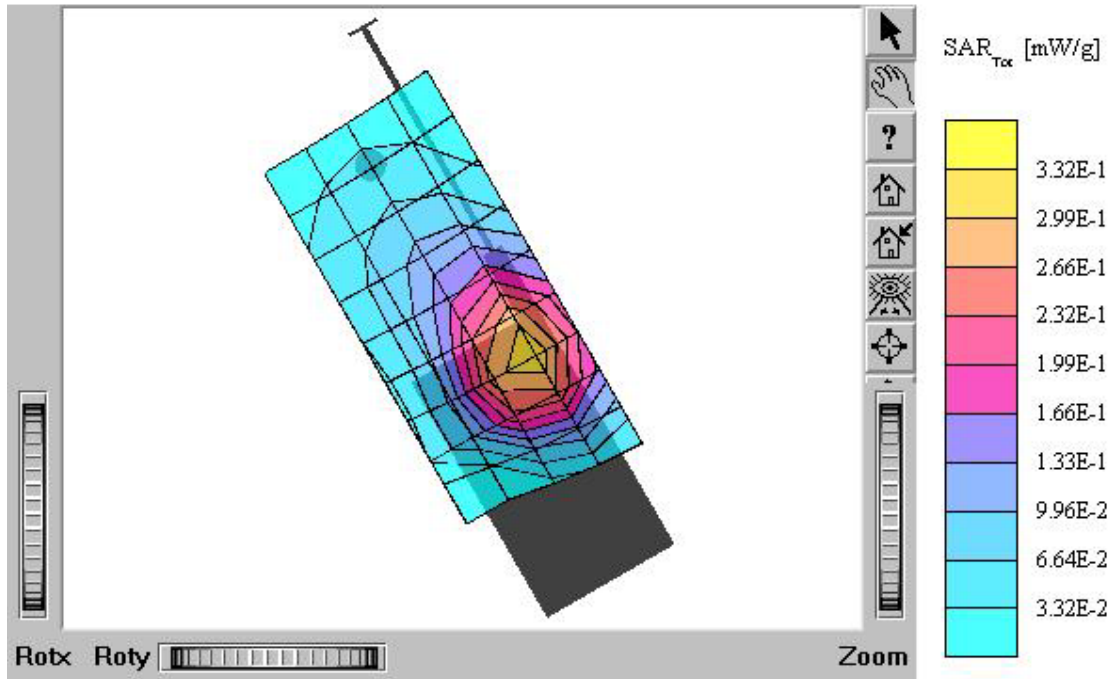 SAR_Tot [mW/g]
?
3.32E-1
2.99E-1
2.66E-1
2.32E-1
1.99E-1
1.66E-1
1.33E-1
9.96E-2
6.64E-2
3.32E-2
Rotx Roty Zoom